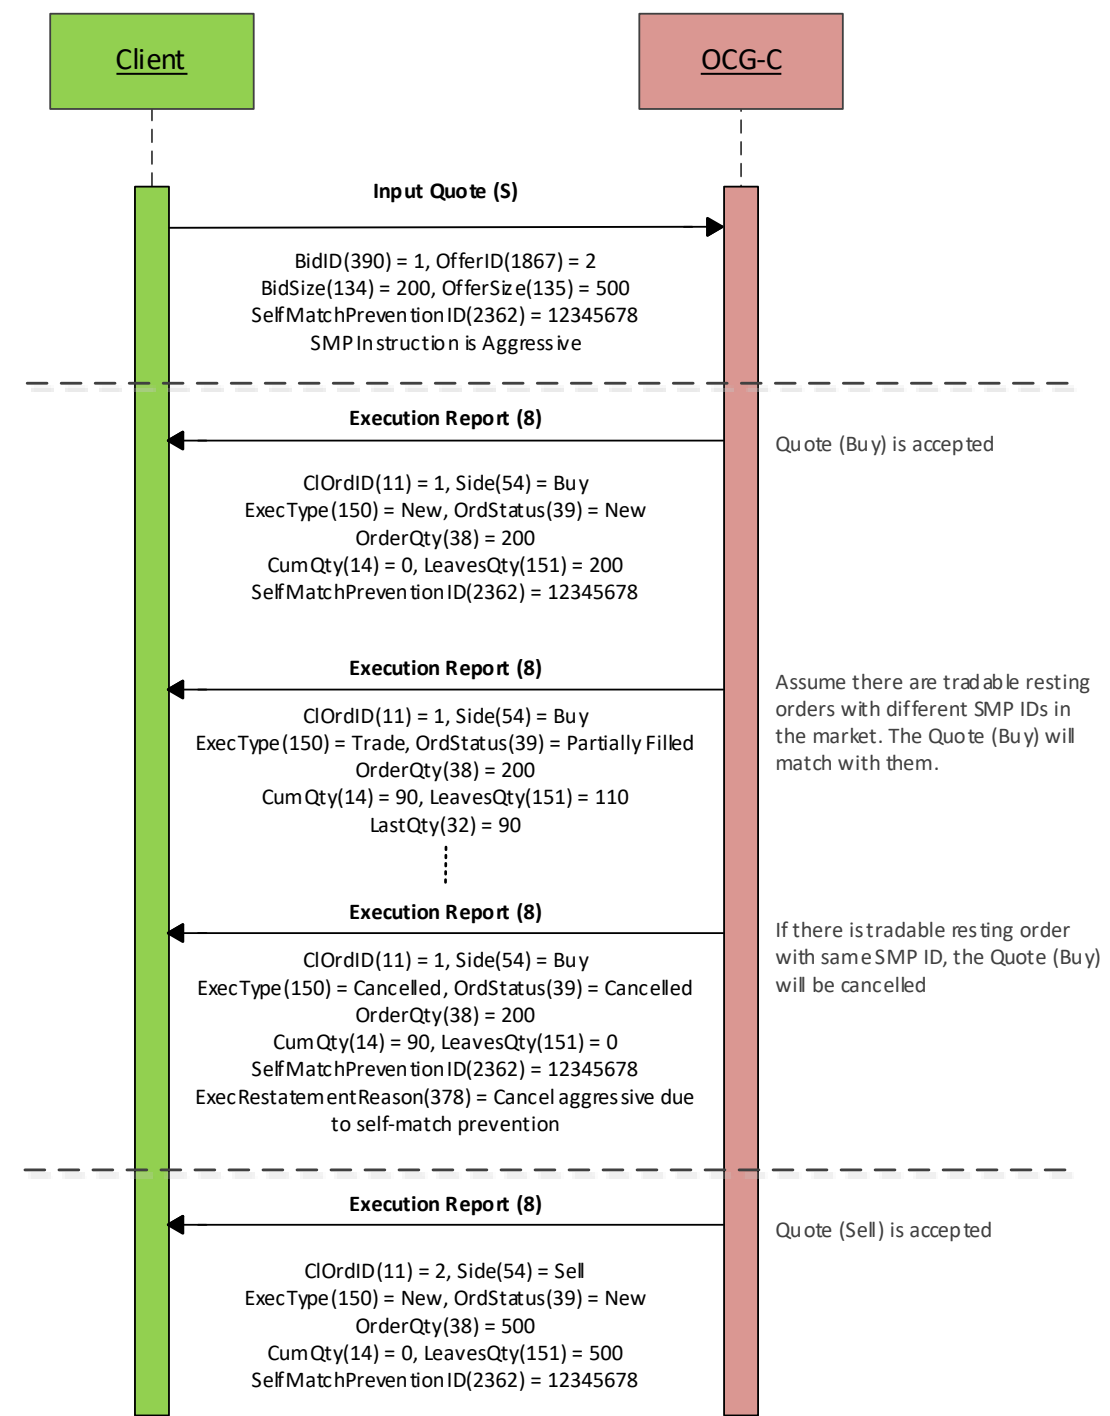 Client
OCG-C
Input Quote (S)
BidID(390) = 1, OfferID(1867) = 2
BidSize(134) = 200, OfferSize(135) = 500
SelfMatchPreventionID(2362) = 12345678
SMP Instruction is Aggressive
Execution Report (8)
Quote (Buy) is accepted
ClOrdID(11) = 1, Side(54) = Buy
ExecType(150) = New, OrdStatus(39) = New
OrderQty(38) = 200
CumQty(14) = 0, LeavesQty(151) = 200
SelfMatchPreventionID(2362) = 12345678
Execution Report (8)
Assume there are tradable resting
orders with different SMP IDs in
the market. The Quote (Buy) will
match with them.
ClOrdID(11) = 1, Side(54) = Buy
ExecType(150) = Trade, OrdStatus(39) = Partially Filled
OrderQty(38) = 200
CumQty(14) = 90, LeavesQty(151) = 110
LastQty(32) = 90
Execution Report (8)
If there is tradable resting order
with same SMP ID, the Quote (Buy)
will be cancelled
ClOrdID(11) = 1, Side(54) = Buy
ExecType(150) = Cancelled, OrdStatus(39) = Cancelled
OrderQty(38) = 200
CumQty(14) = 90, LeavesQty(151) = 0
SelfMatchPreventionID(2362) = 12345678
ExecRestatementReason(378) = Cancel aggressive due
to self-match prevention
Execution Report (8)
Quote (Sell) is accepted
ClOrdID(11) = 2, Side(54) = Sell
ExecType(150) = New, OrdStatus(39) = New
OrderQty(38) = 500
CumQty(14) = 0, LeavesQty(151) = 500
SelfMatchPreventionID(2362) = 12345678